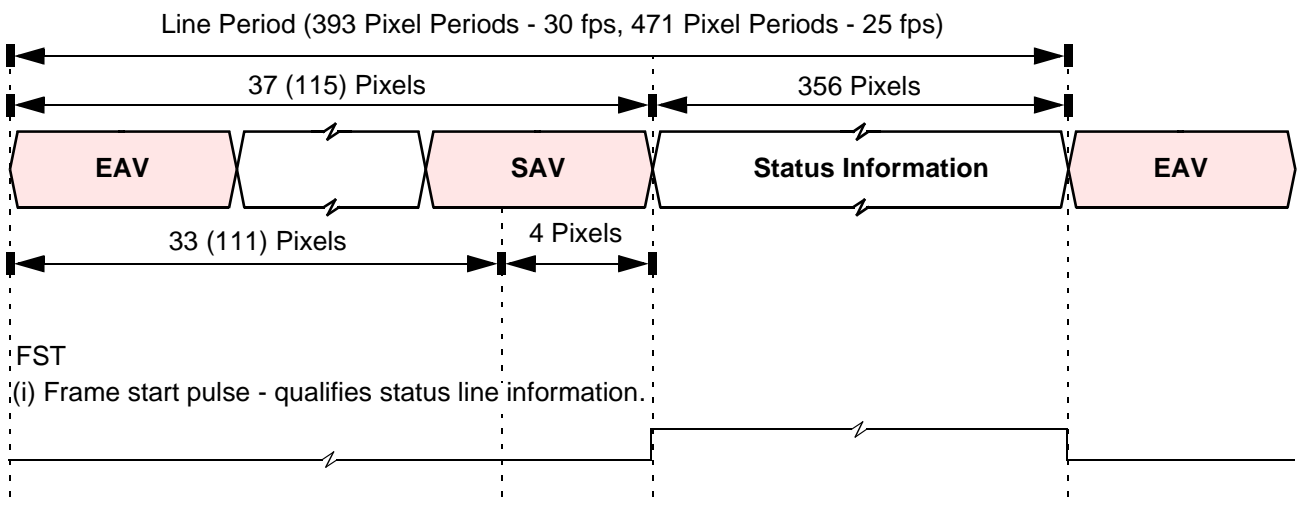 Line Period (393 Pixel Periods - 30 fps, 471 Pixel Periods - 25 fps)
37 (115) Pixels
356 Pixels
EAV
SAV
Status Information
EAV
33 (111) Pixels
4 Pixels
FST
(i) Frame start pulse - qualifies status line information.